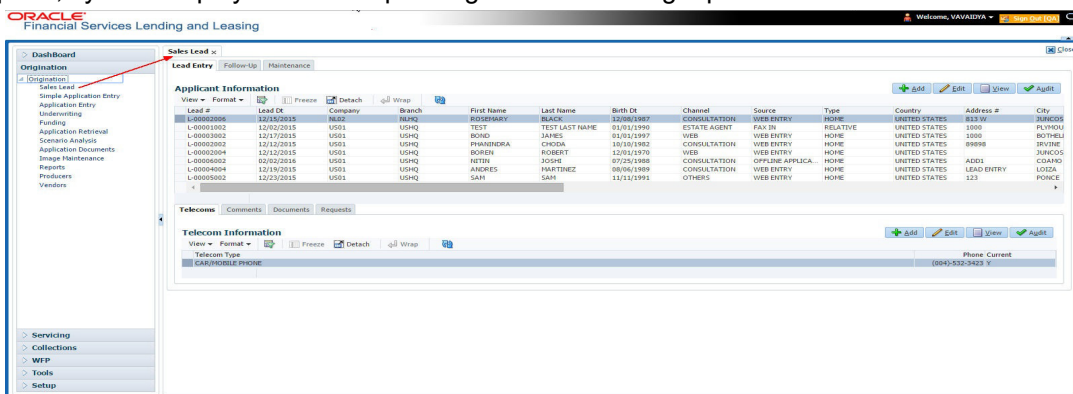 ORACLE
Financial Services Lending and Leasing
Welcome, VAVAIDYA
Sign Out [QA]
Close
DashBoard
Origination
Origination
Sales Lead
Simple Application Entry
Application Entry
Underwriting
Funding
Application Retrieval
Scenario Analysis
Application Documents
Image Maintenance
Reports
Producers
Vendors
Servicing
Collections
WFP
Tools
Setup
Sales Lead x
Lead Entry Follow-Up Maintenance
Applicant Information
Add Edit View Audit
View Format Freeze Detach Wrap
Lead # Lead Dt Company Branch First Name Last Name Birth Dt Channel Source Type Country Address # City
L-00002006 12/15/2015 NL02 NLHQ ROSEMARY BLACK 12/08/1987 CONSULTATION WEB ENTRY HOME UNITED STATES 813 W JUNCOS
L-00001002 12/02/2015 US01 USHQ TEST TEST LAST NAME 01/01/1990 ESTATE AGENT FAX IN RELATIVE UNITED STATES 1000 PLYMOU
L-00003002 12/17/2015 US01 USHQ BOND JAMES 01/01/1997 WEB WEB ENTRY HOME UNITED STATES 1000 BOTHELI
L-00002002 12/12/2015 US01 USHQ PHANINDRA CHODA 10/10/1982 CONSULTATION WEB ENTRY HOME UNITED STATES 89898 IRVINE
L-00002004 12/12/2015 US01 USHQ BOREN ROBERT 12/01/1970 WEB WEB ENTRY HOME UNITED STATES JUNCOS
L-00006002 02/02/2016 US01 USHQ NITIN JOSHI 07/25/1988 CONSULTATION OFFLINE APPLICA... HOME UNITED STATES ADD1 COAMO
L-00004004 12/19/2015 US01 USHQ ANDRES MARTINEZ 08/06/1989 CONSULTATION WEB ENTRY HOME UNITED STATES LEAD ENTRY LOIZA
L-00005002 12/23/2015 US01 USHQ SAM SAM 11/11/1991 OTHERS WEB ENTRY HOME UNITED STATES 123 PONCE
Telecoms Comments Documents Requests
Telecom Information
Add Edit View Audit
View Format Freeze Detach Wrap
Telecom Type Phone Current
CAR/MOBILE PHONE (004)-532-3423 Y